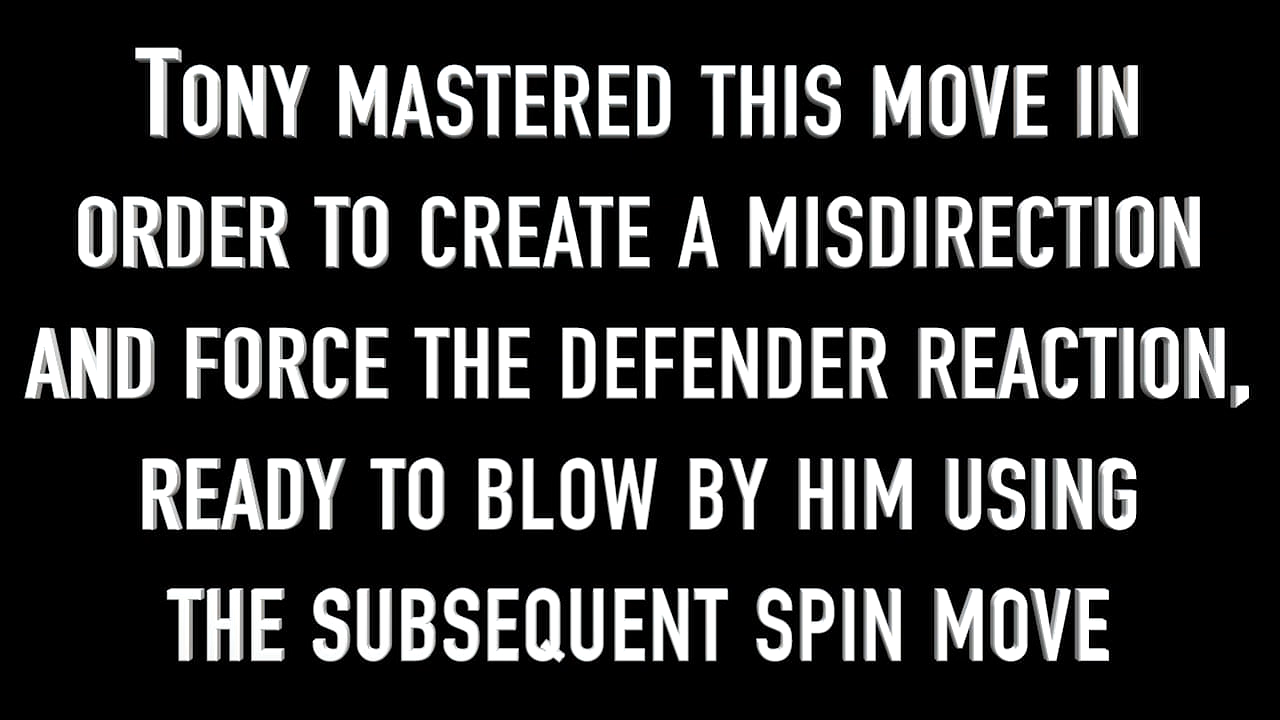 TONY MASTERED THIS MOVE IN
ORDER TO CREATE A MISDIRECTION
AND FORCE THE DEFENDER REACTION,
READY TO BLOW BY HIM USING
THE SUBSEQUENT SPIN MOVE